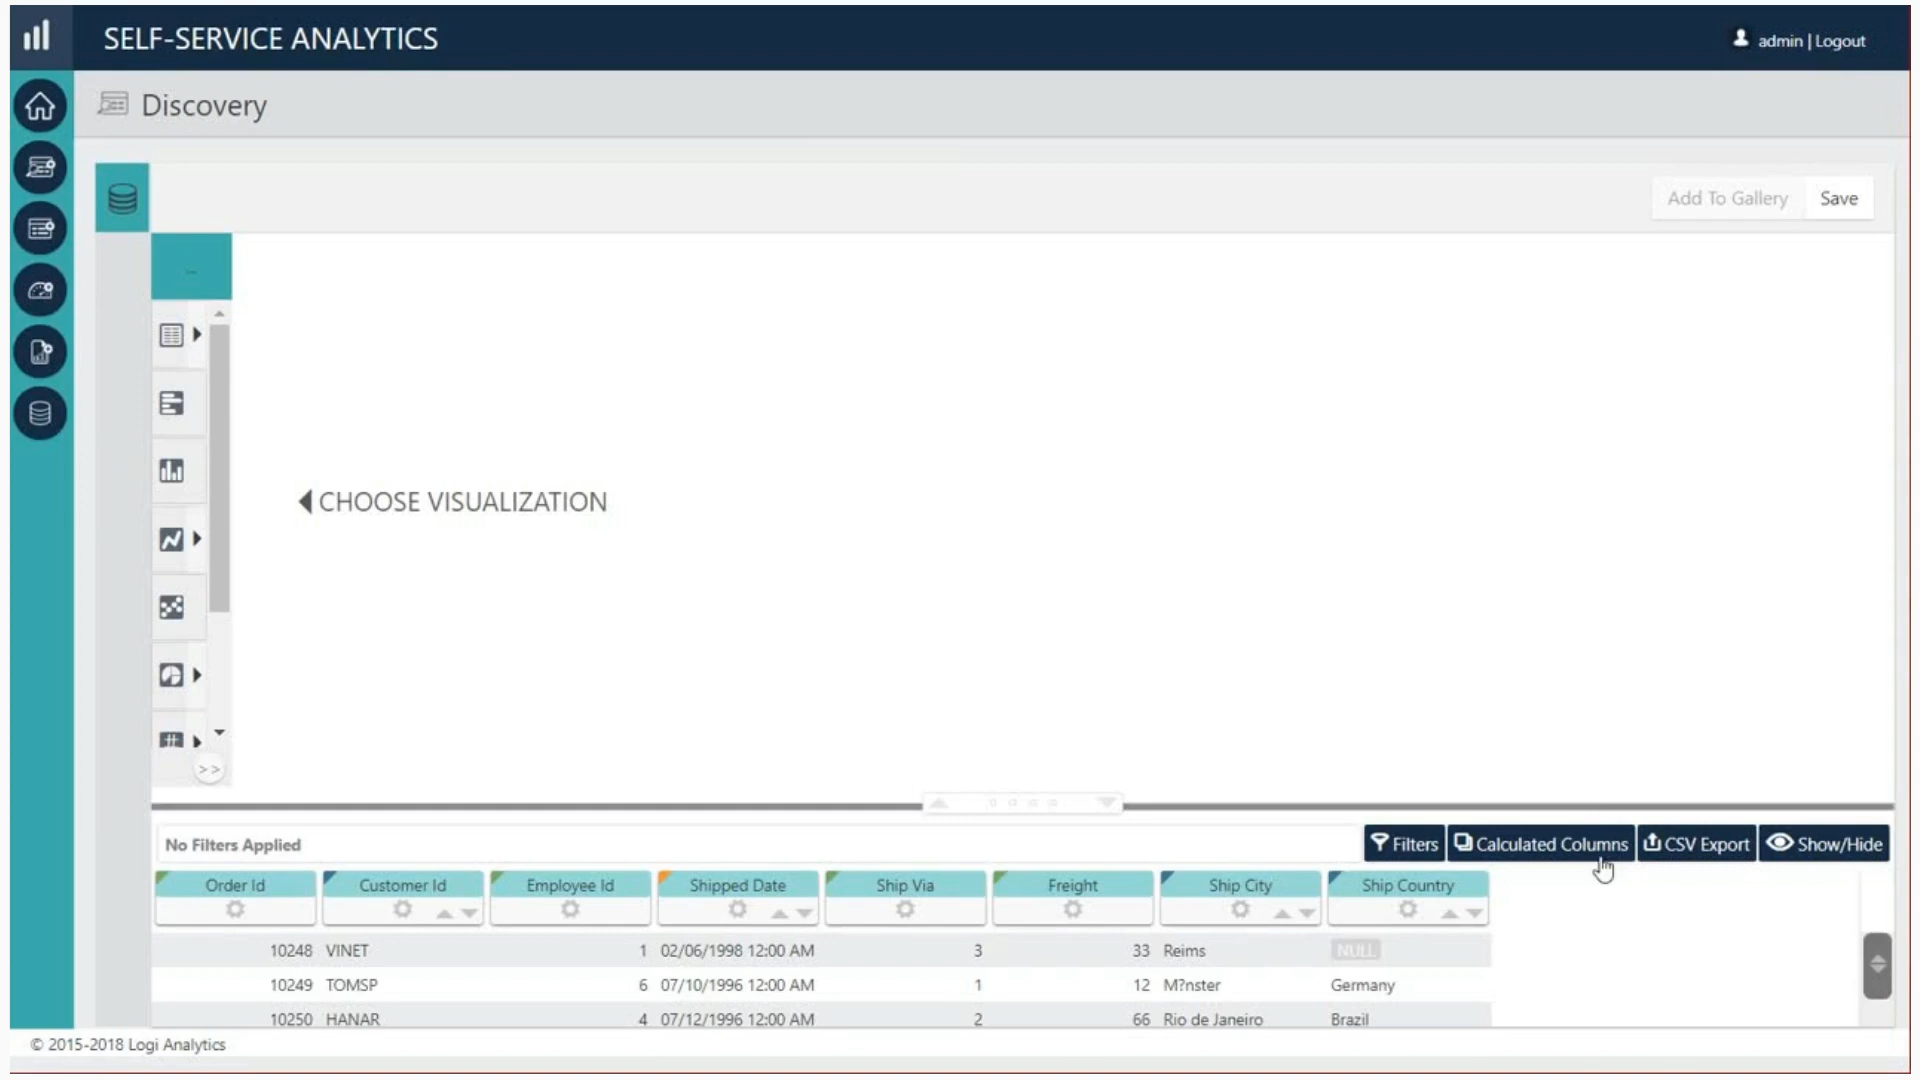 SELF-SERVICE ANALYTICS
admin | Logout
Discovery
Add To Gallery Save
...
CHOOSE VISUALIZATION
>>
No Filters Applied
Filters Calculated Columns CSV Export Show/Hide
Order Id Customer Id Employee Id Shipped Date Ship Via Freight Ship City Ship Country
10248 VINET 1 02/06/1998 12:00 AM 3 33 Reims NULL
10249 TOMSP 6 07/10/1996 12:00 AM 1 12 M?nster Germany
10250 HANAR 4 07/12/1996 12:00 AM 2 66 Rio de Janeiro Brazil
© 2015-2018 Logi Analytics